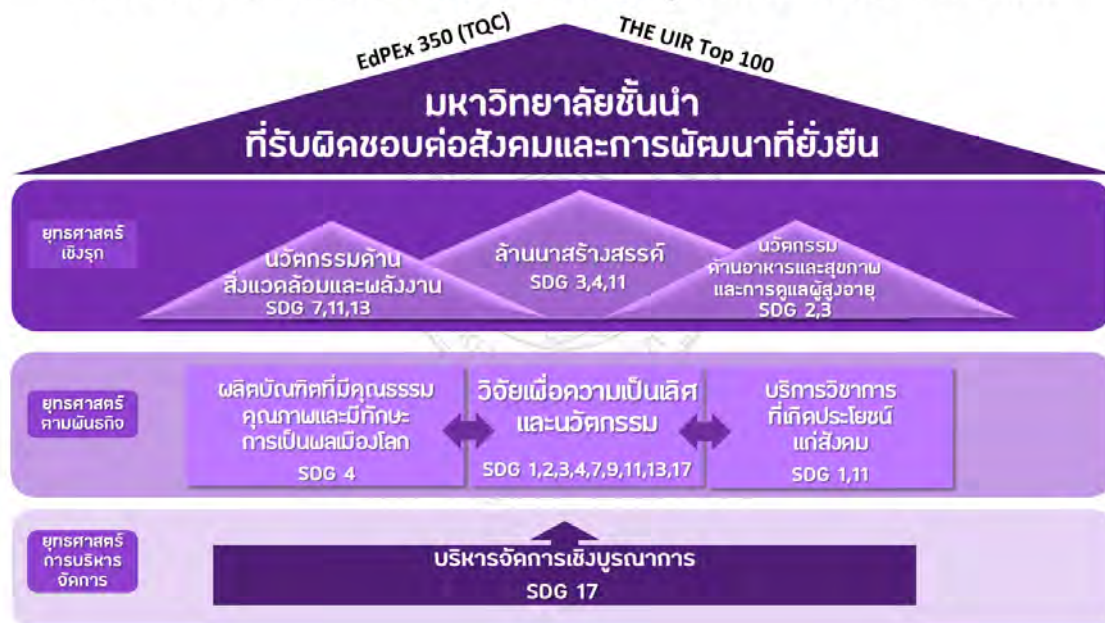 EdPEx 350 (TQC)
THE UIR Top 100
มหาวิทยาลัยชั้นนำ
ที่รับผิดชอบต่อสังคมและการพัฒนาที่ยั่งยืน
ยุทธศาสตร์
เชิงรุก
นวัตกรรมด้าน
สิ่งแวดล้อมและพลังงาน
SDG 7,11,13
ล้านนาสร้างสรรค์
SDG 3,4,11
นวัตกรรม
ด้านอาหารและสุขภาพ
และการดูแลผู้สูงอายุ
SDG 2,3
ยุทธศาสตร์
ตามพันธกิจ
ผลิตบัณฑิตที่มีคุณธรรม
คุณภาพและมีทักษะ
การเป็นพลเมืองโลก
SDG 4
วิจัยเพื่อความเป็นเลิศ
และนวัตกรรม
SDG 1,2,3,4,7,9,11,13,17
บริการวิชาการ
ที่เกิดประโยชน์
แก่สังคม
SDG 1,11
ยุทธศาสตร์
การบริหาร
จัดการ
บริหารจัดการเชิงบูรณาการ
SDG 17